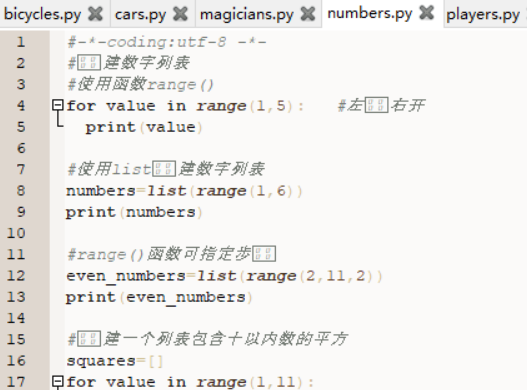 bicycles.py cars.py magicians.py numbers.py players.py
1 #-*-coding:utf-8 -*-
2 #建数字列表
3 #使用函数range()
4 for value in range(1,5): #左右开
5 print(value)
6
7 #使用list建数字列表
8 numbers=list(range(1,6))
9 print(numbers)
10
11 #range()函数可指定步
12 even_numbers=list(range(2,11,2))
13 print(even_numbers)
14
15 #建一个列表包含十以内数的平方
16 squares=[]
17 for value in range(1,11):